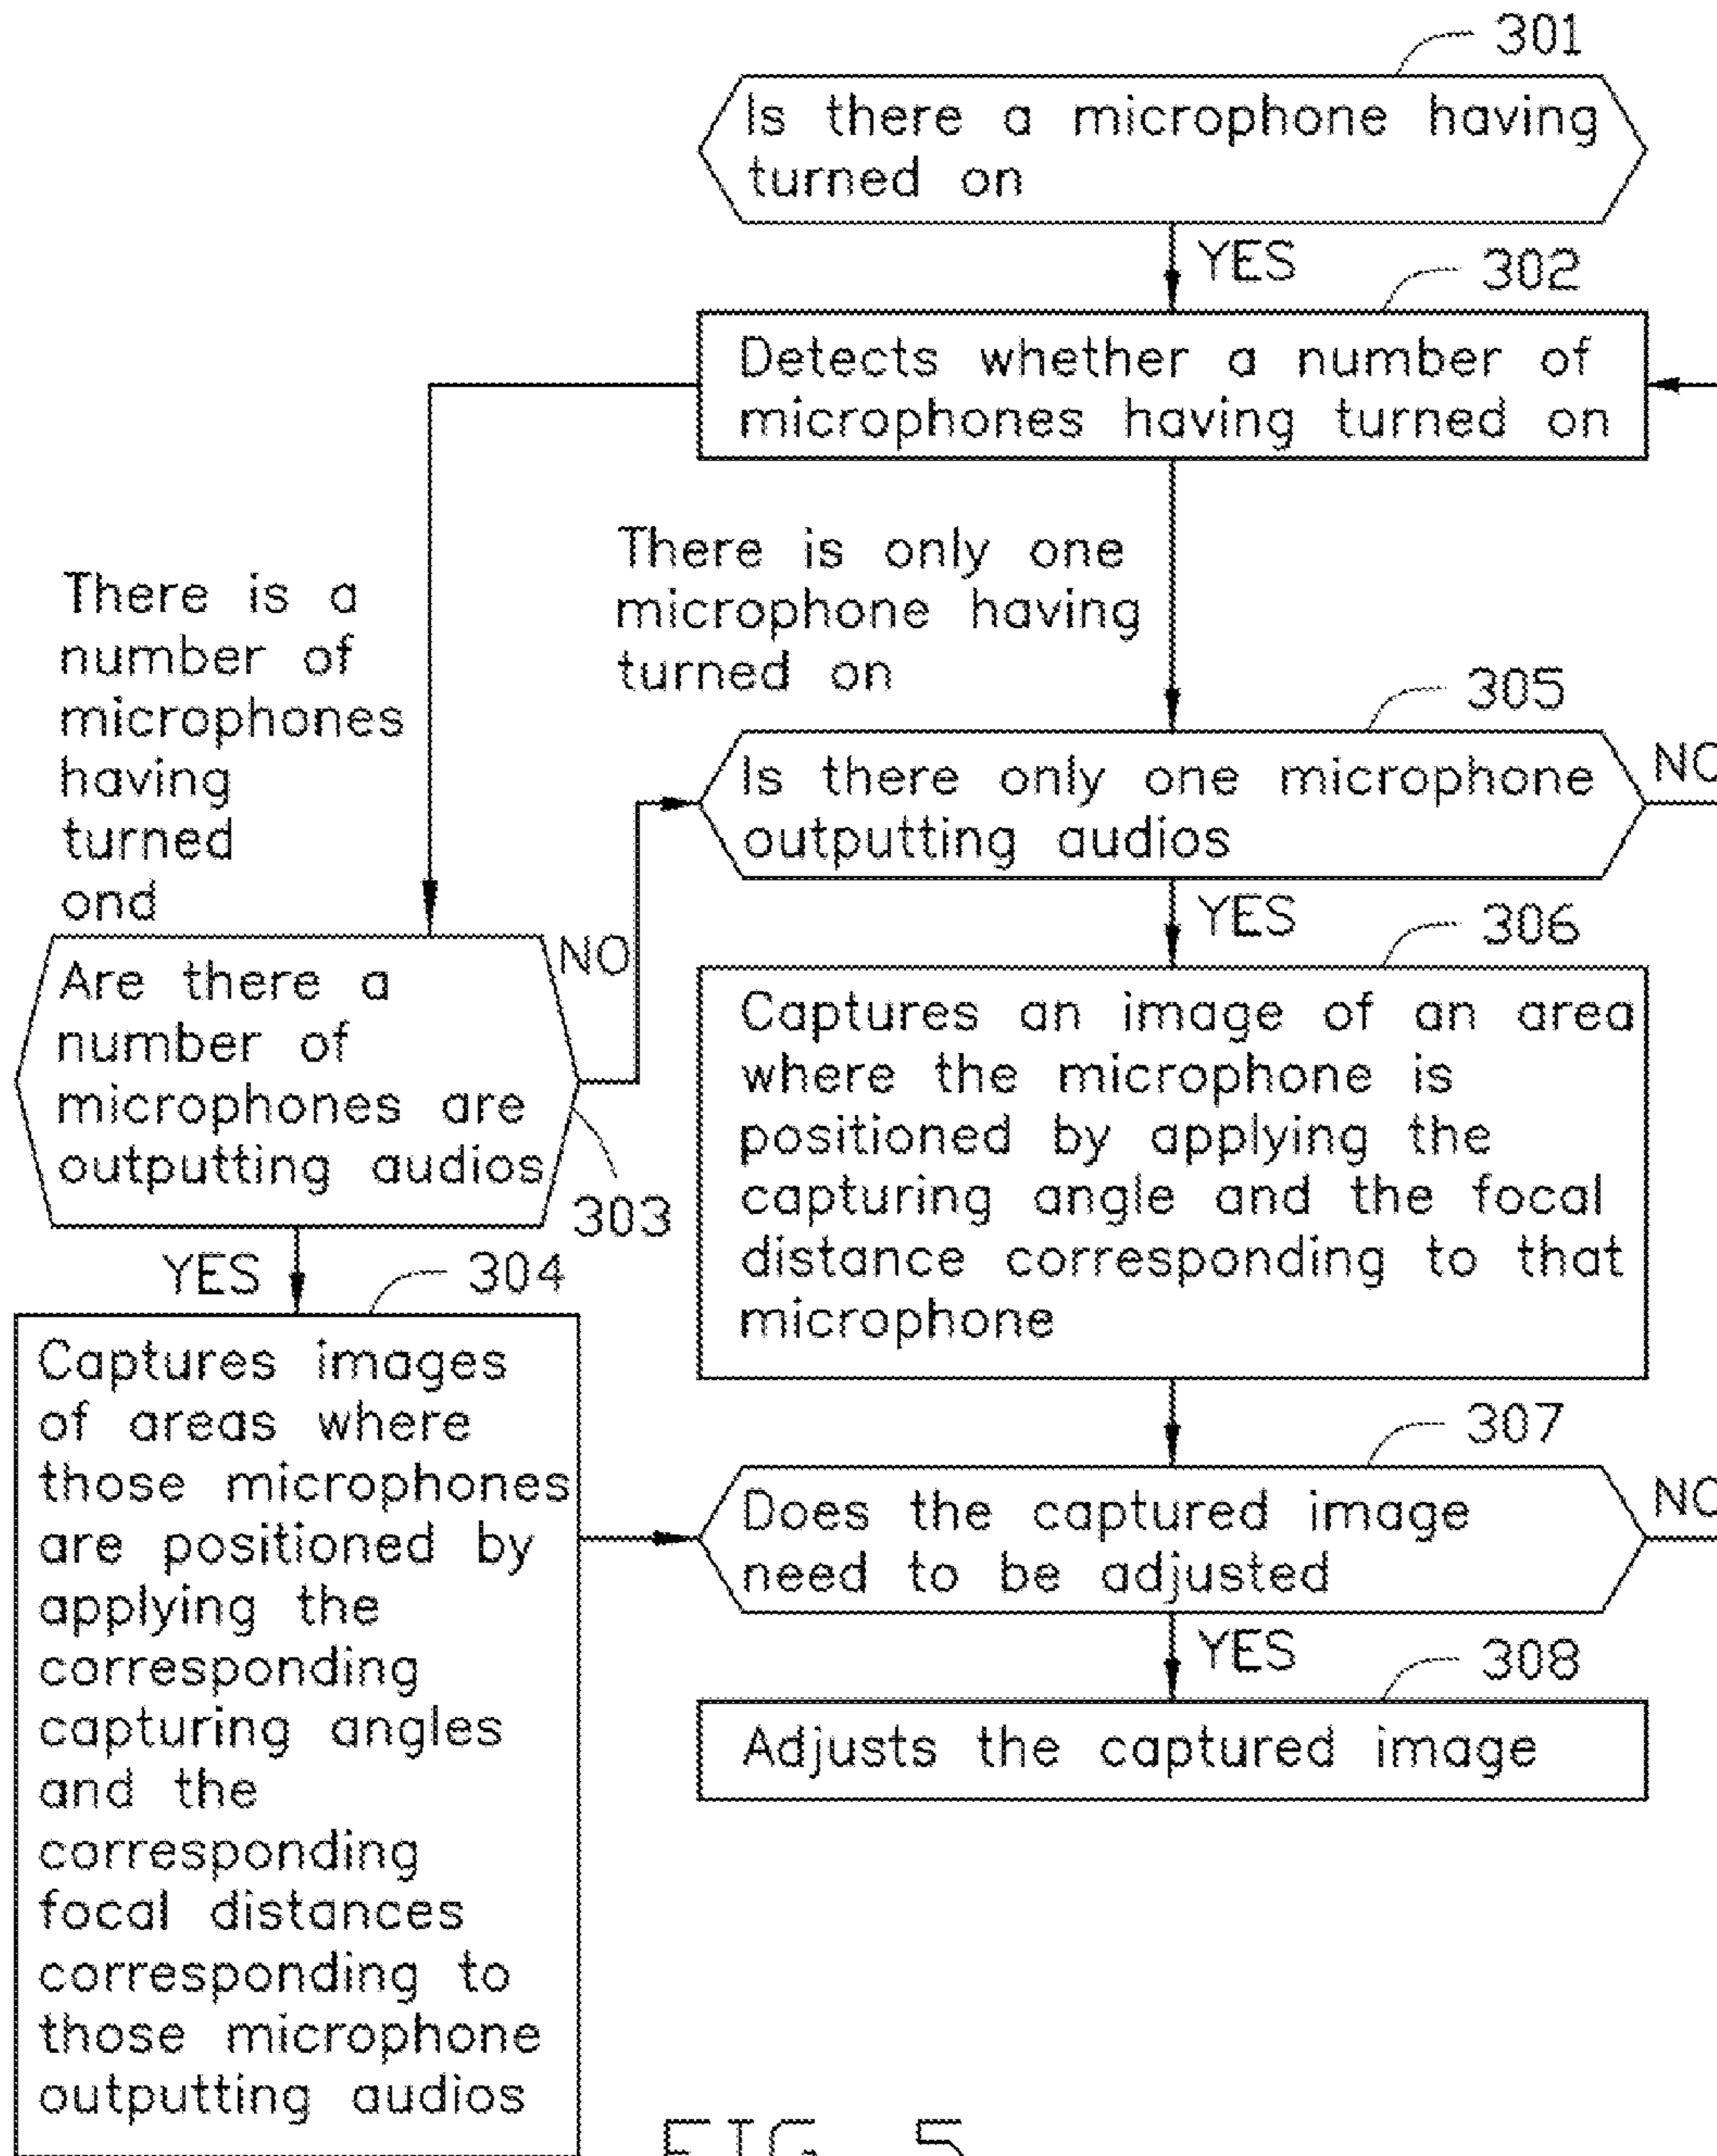 301
Is there a microphone having
turned on
YES
302
Detects whether a number of
microphones having turned on
There is a
number of
microphones
having
turned
ond
There is only one
microphone having
turned on
305
Is there only one microphone
outputting audios
NO
Are there a
number of
microphones are
outputting audios
NO
303
YES
306
Captures an image of an area
where the microphone is
positioned by applying the
capturing angle and the focal
distance corresponding to that
microphone
YES
304
Captures images
of areas where
those microphones
are positioned by
applying the
corresponding
capturing angles
and the
corresponding
focal distances
corresponding to
those microphone
outputting audios
307
Does the captured image
need to be adjusted
NO
YES
308
Adjusts the captured image
FIG. 5